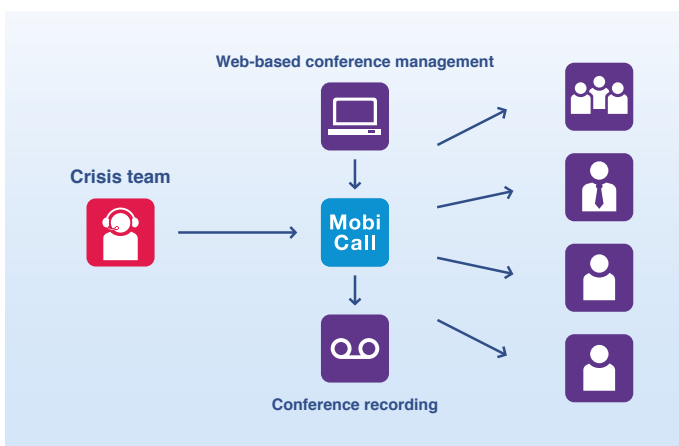 Web-based conference management
Crisis team
Mobi
Call
Conference recording